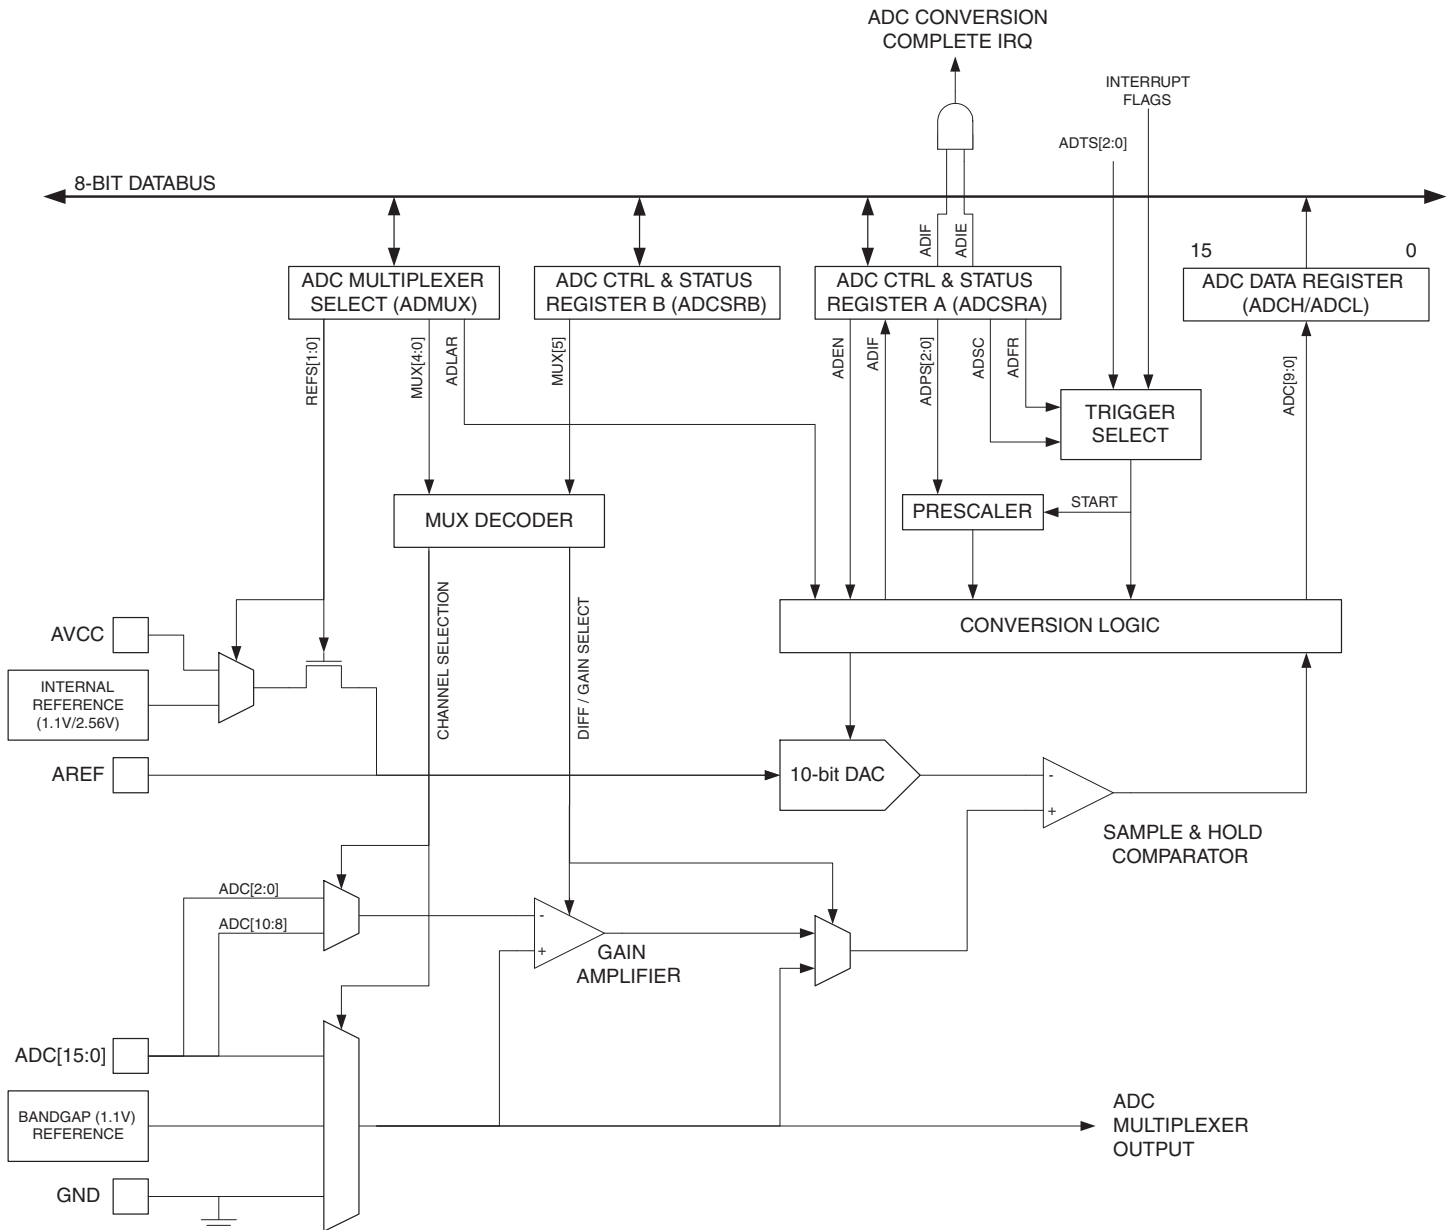 ADC CONVERSION
COMPLETE IRQ
INTERRUPT
FLAGS
ADTS[2:0]
8-BIT DATABUS
ADIF
ADIE
15
0
ADC MULTIPLEXER
SELECT (ADMUX)
ADC CTRL & STATUS
REGISTER B (ADCSRB)
ADC CTRL & STATUS
REGISTER A (ADCSRA)
ADC DATA REGISTER
(ADCH/ADCL)
REFS[1:0]
MUX[4:0]
ADLAR
MUX[5]
ADEN
ADIF
ADPS[2:0]
ADSC
ADFR
ADC[9:0]
TRIGGER
SELECT
MUX DECODER
PRESCALER
START
CHANNEL SELECTION
DIFF / GAIN SELECT
CONVERSION LOGIC
AVCC
INTERNAL
REFERENCE
(1.1V/2.56V)
AREF
10-bit DAC
-
+
SAMPLE & HOLD
COMPARATOR
ADC[2:0]
ADC[10:8]
-
+
GAIN
AMPLIFIER
ADC[15:0]
BANDGAP (1.1V)
REFERENCE
ADC
MULTIPLEXER
OUTPUT
GND